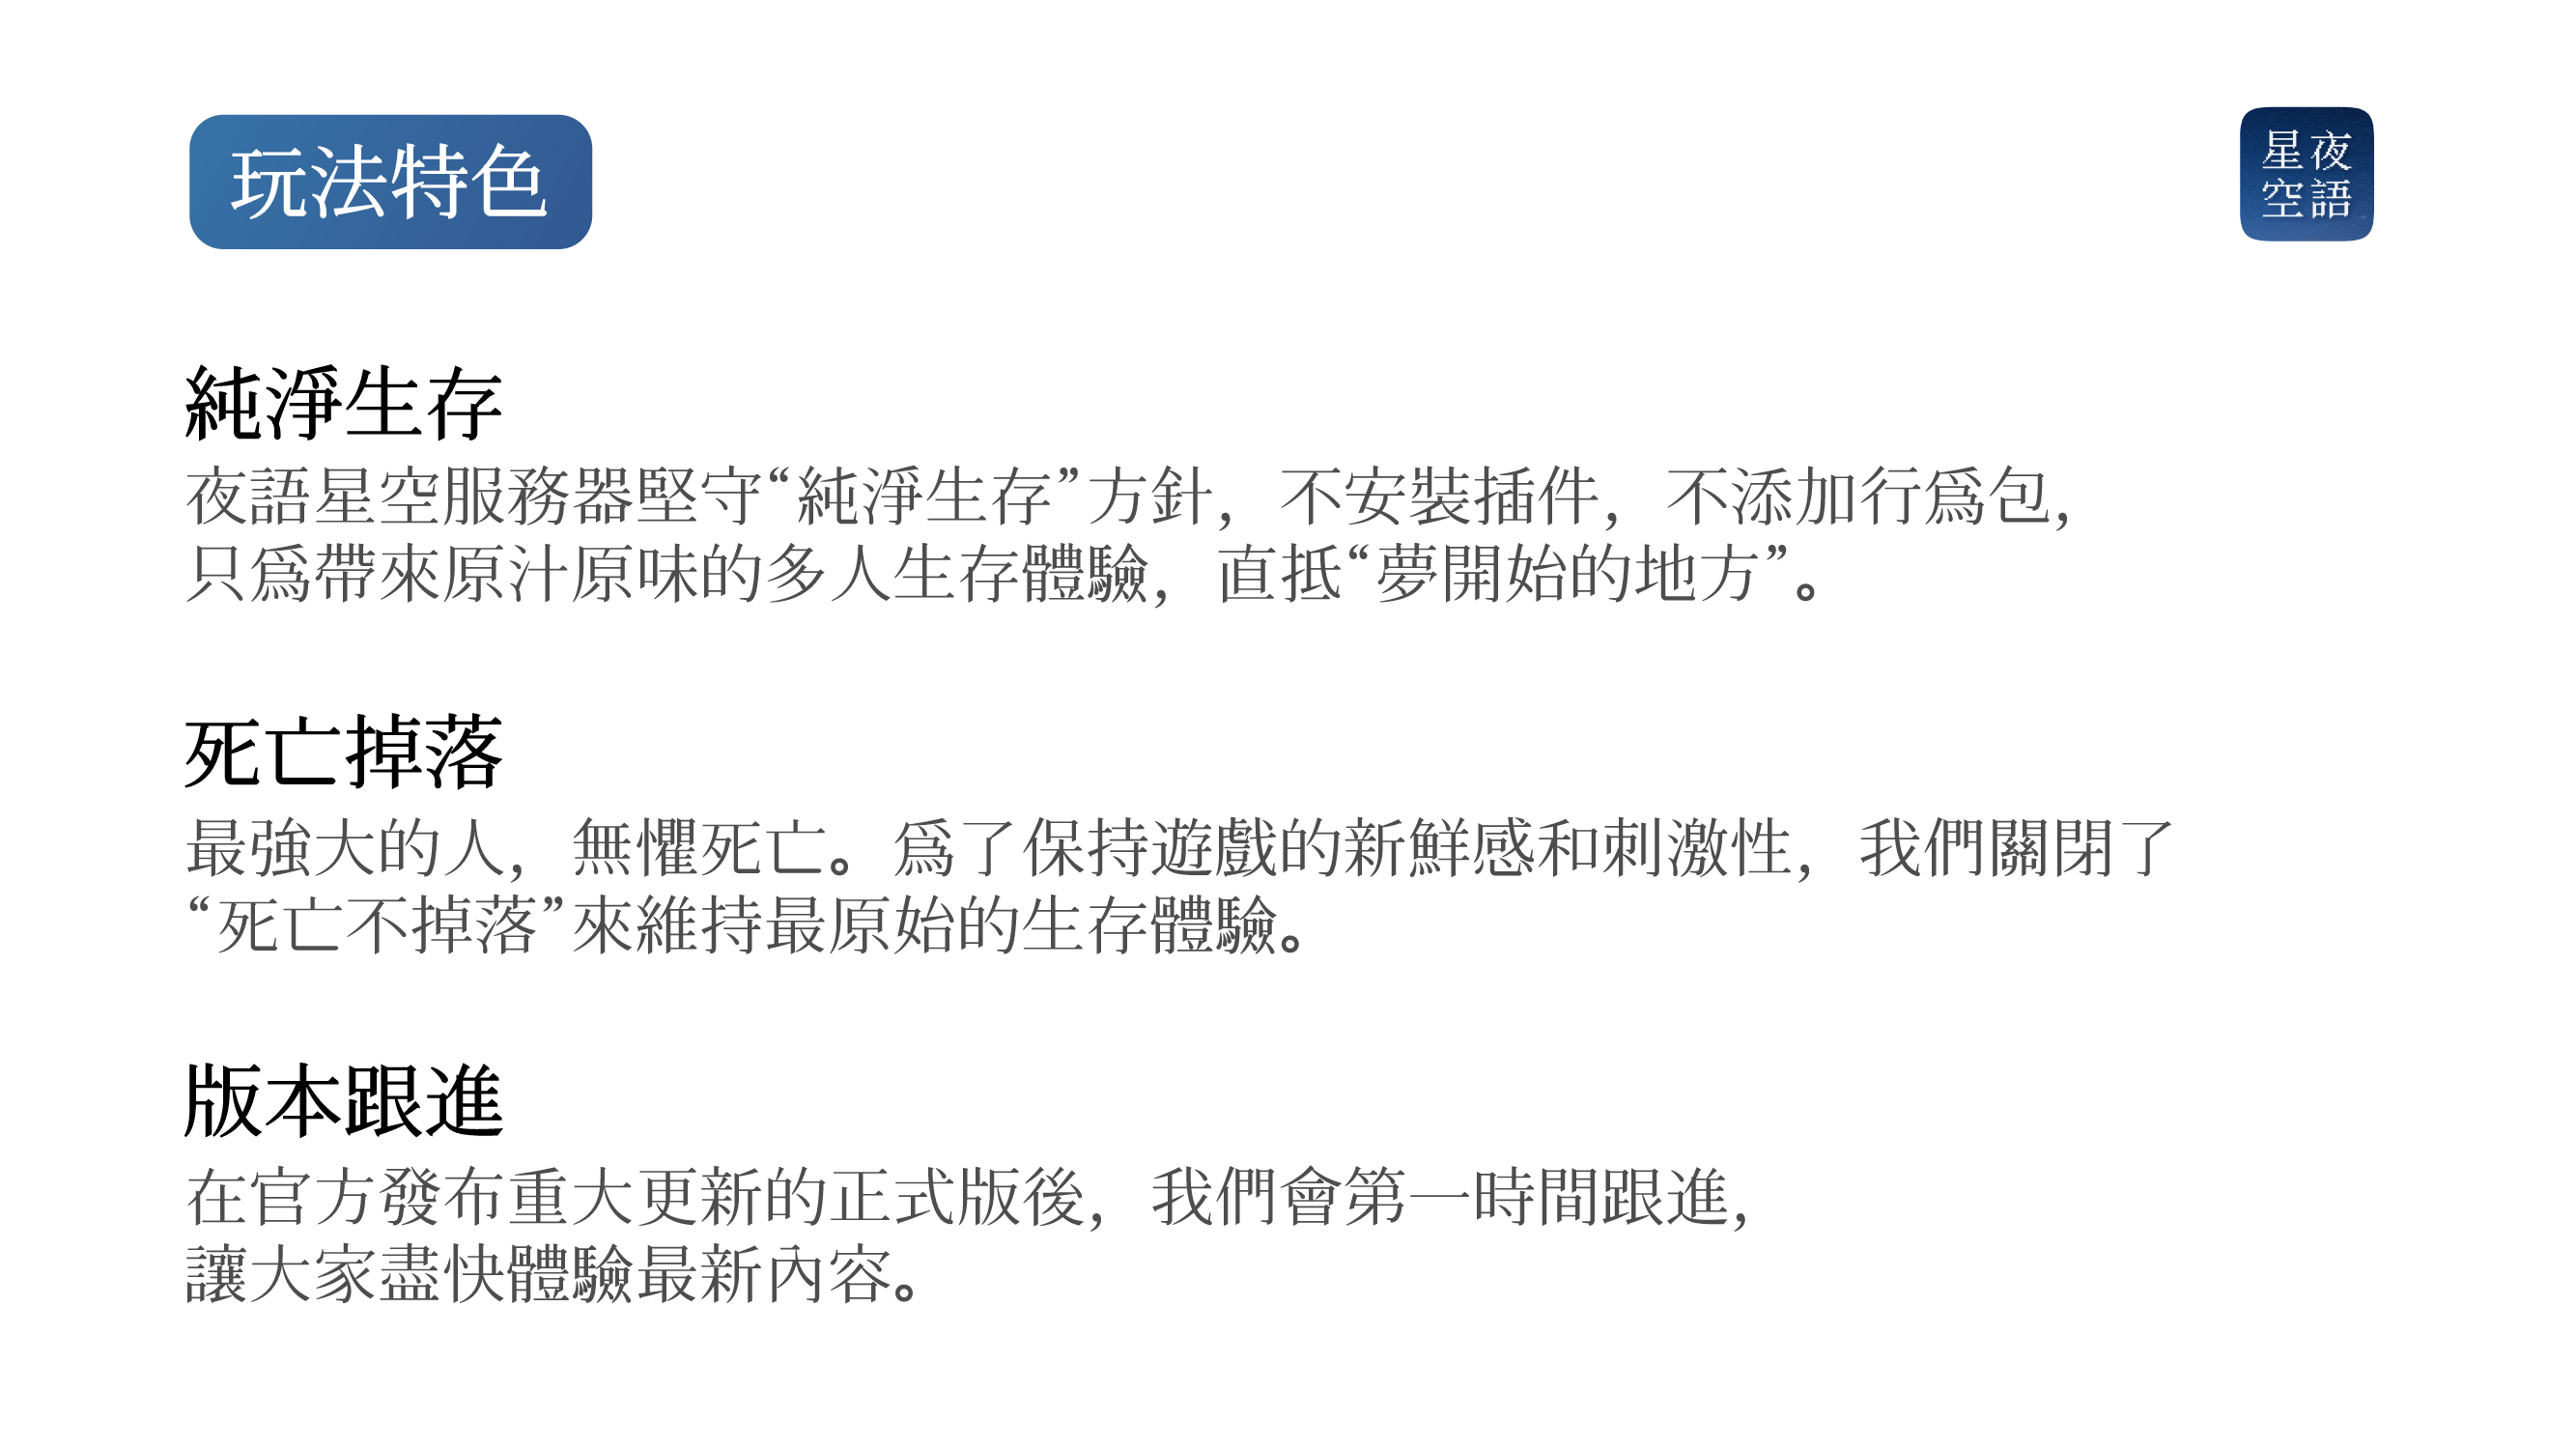 玩法特色
星夜
空語
純淨生存
夜語星空服務器堅守“純淨生存”方針，不安裝插件，不添加行爲包，
只爲帶來原汁原味的多人生存體驗，直抵“夢開始的地方”。
死亡掉落
最強大的人，無懼死亡。爲了保持遊戲的新鮮感和刺激性，我們關閉了
“死亡不掉落”來維持最原始的生存體驗。
版本跟進
在官方發布重大更新的正式版後，我們會第一時間跟進，
讓大家盡快體驗最新內容。